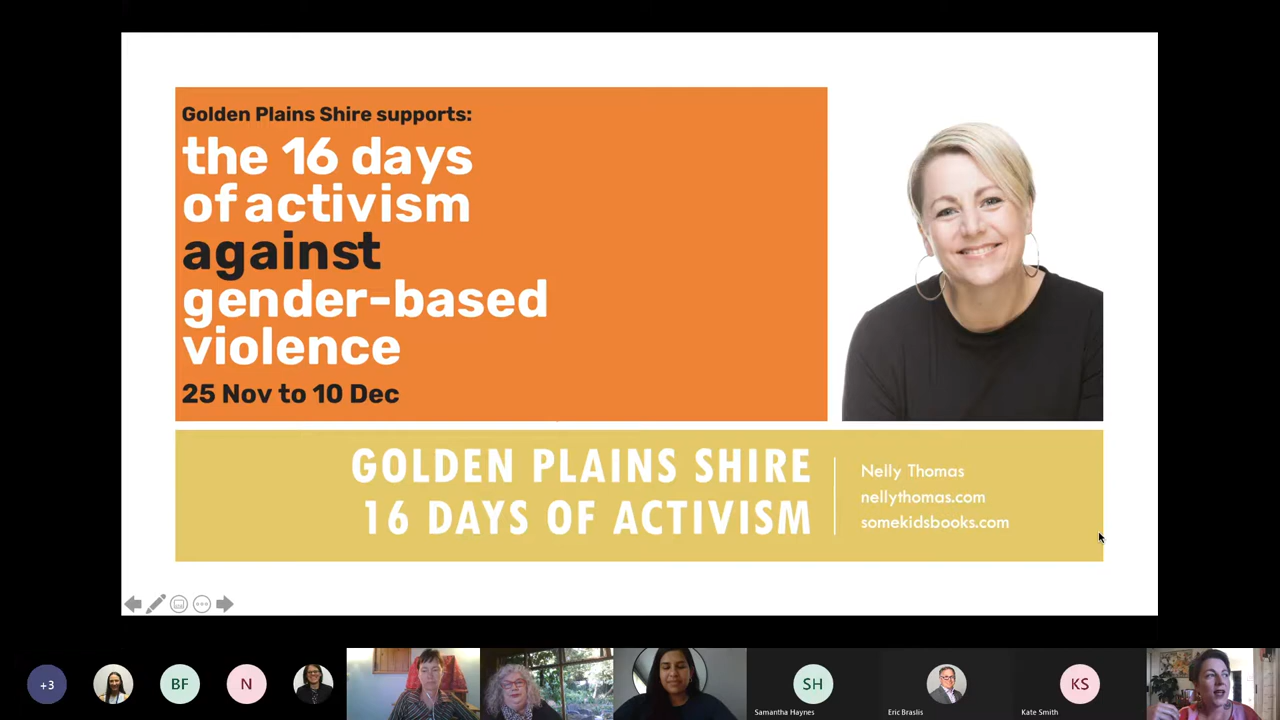 Golden Plains Shire supports:
the 16 days
of activism
against
gender-based
violence
25 Nov to 10 Dec
GOLDEN PLAINS SHIRE
16 DAYS OF ACTIVISM
Nelly Thomas
nellythomas.com
somekidsbooks.com
+3
BF
N
SH
KS
Samantha Haynes
Eric Braslis
Kate Smith